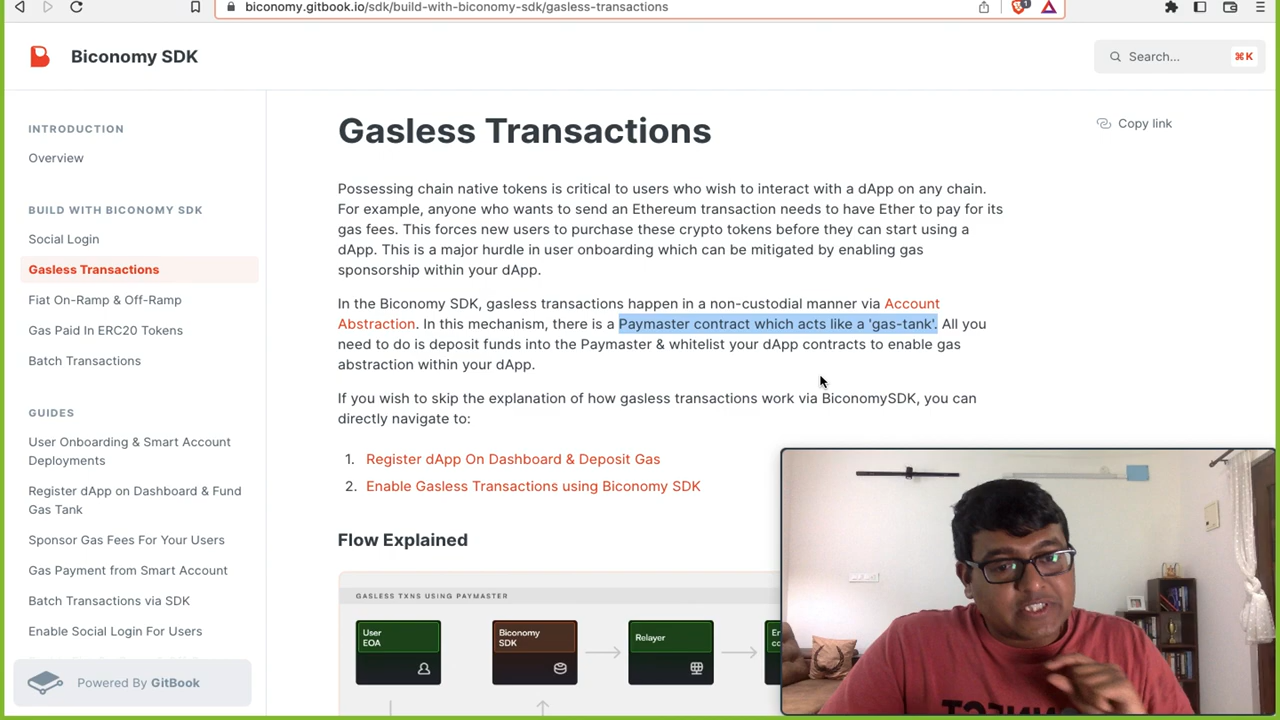 biconomy.gitbook.io/sdk/build-with-biconomy-sdk/gasless-transactions
1
Biconomy SDK
Search...
⌘K
INTRODUCTION
Overview
BUILD WITH BICONOMY SDK
Social Login
Gasless Transactions
Fiat On-Ramp & Off-Ramp
Gas Paid In ERC20 Tokens
Batch Transactions
GUIDES
User Onboarding & Smart Account
Deployments
Register dApp on Dashboard & Fund
Gas Tank
Sponsor Gas Fees For Your Users
Gas Payment from Smart Account
Batch Transactions via SDK
Enable Social Login For Users
Powered By GitBook
Gasless Transactions
Copy link
Possessing chain native tokens is critical to users who wish to interact with a dApp on any chain.
For example, anyone who wants to send an Ethereum transaction needs to have Ether to pay for its
gas fees. This forces new users to purchase these crypto tokens before they can start using a
dApp. This is a major hurdle in user onboarding which can be mitigated by enabling gas
sponsorship within your dApp.
In the Biconomy SDK, gasless transactions happen in a non-custodial manner via Account
Abstraction. In this mechanism, there is a Paymaster contract which acts like a 'gas-tank'. All you
need to do is deposit funds into the Paymaster & whitelist your dApp contracts to enable gas
abstraction within your dApp.
If you wish to skip the explanation of how gasless transactions work via BiconomySDK, you can
directly navigate to:
1. Register dApp On Dashboard & Deposit Gas
2. Enable Gasless Transactions using Biconomy SDK
Flow Explained
GASLESS TXNS USING PAYMASTER
User
EOA
Biconomy
SDK
Relayer